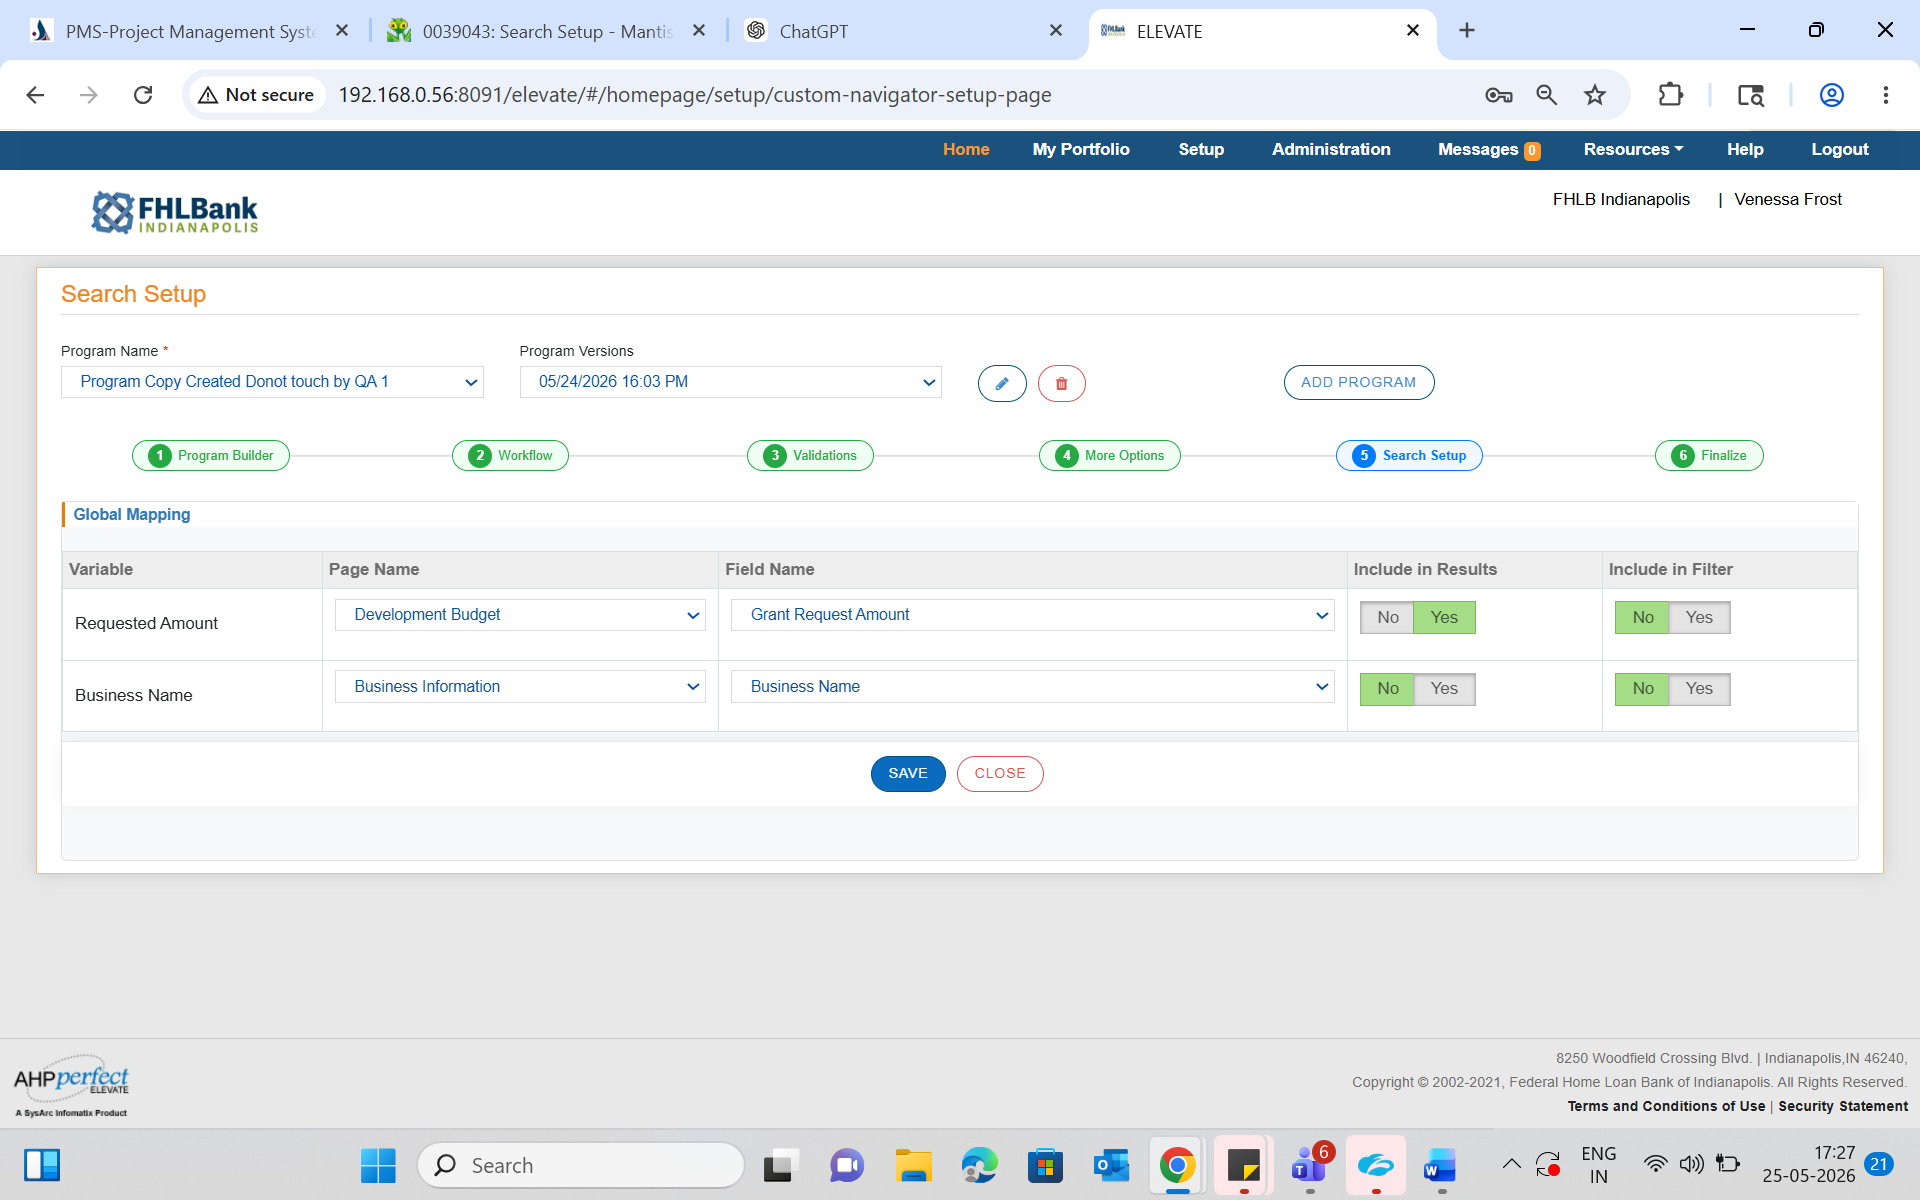 PMS-Project Management Syste
0039043: Search Setup - Mantis
ChatGPT
ELEVATE
Not secure
192.168.0.56:8091/elevate/#/homepage/setup/custom-navigator-setup-page
Home
My Portfolio
Setup
Administration
Messages 0
Resources
Help
Logout
FHLBank
INDIANAPOLIS
FHLB Indianapolis | Venessa Frost
Search Setup
Program Name *
Program Versions
Program Copy Created Donot touch by QA 1
05/24/2026 16:03 PM
ADD PROGRAM
1 Program Builder
2 Workflow
3 Validations
4 More Options
5 Search Setup
6 Finalize
Global Mapping
Variable Page Name Field Name Include in Results Include in Filter
Requested Amount Development Budget Grant Request Amount No Yes No Yes
Business Name Business Information Business Name No Yes No Yes
SAVE
CLOSE
AHPperfect
ELEVATE
A SysArc Infomatix Product
8250 Woodfield Crossing Blvd. | Indianapolis,IN 46240,
Copyright © 2002-2021, Federal Home Loan Bank of Indianapolis. All Rights Reserved.
Terms and Conditions of Use | Security Statement
Search
6
ENG
IN
17:27
25-05-2026
21